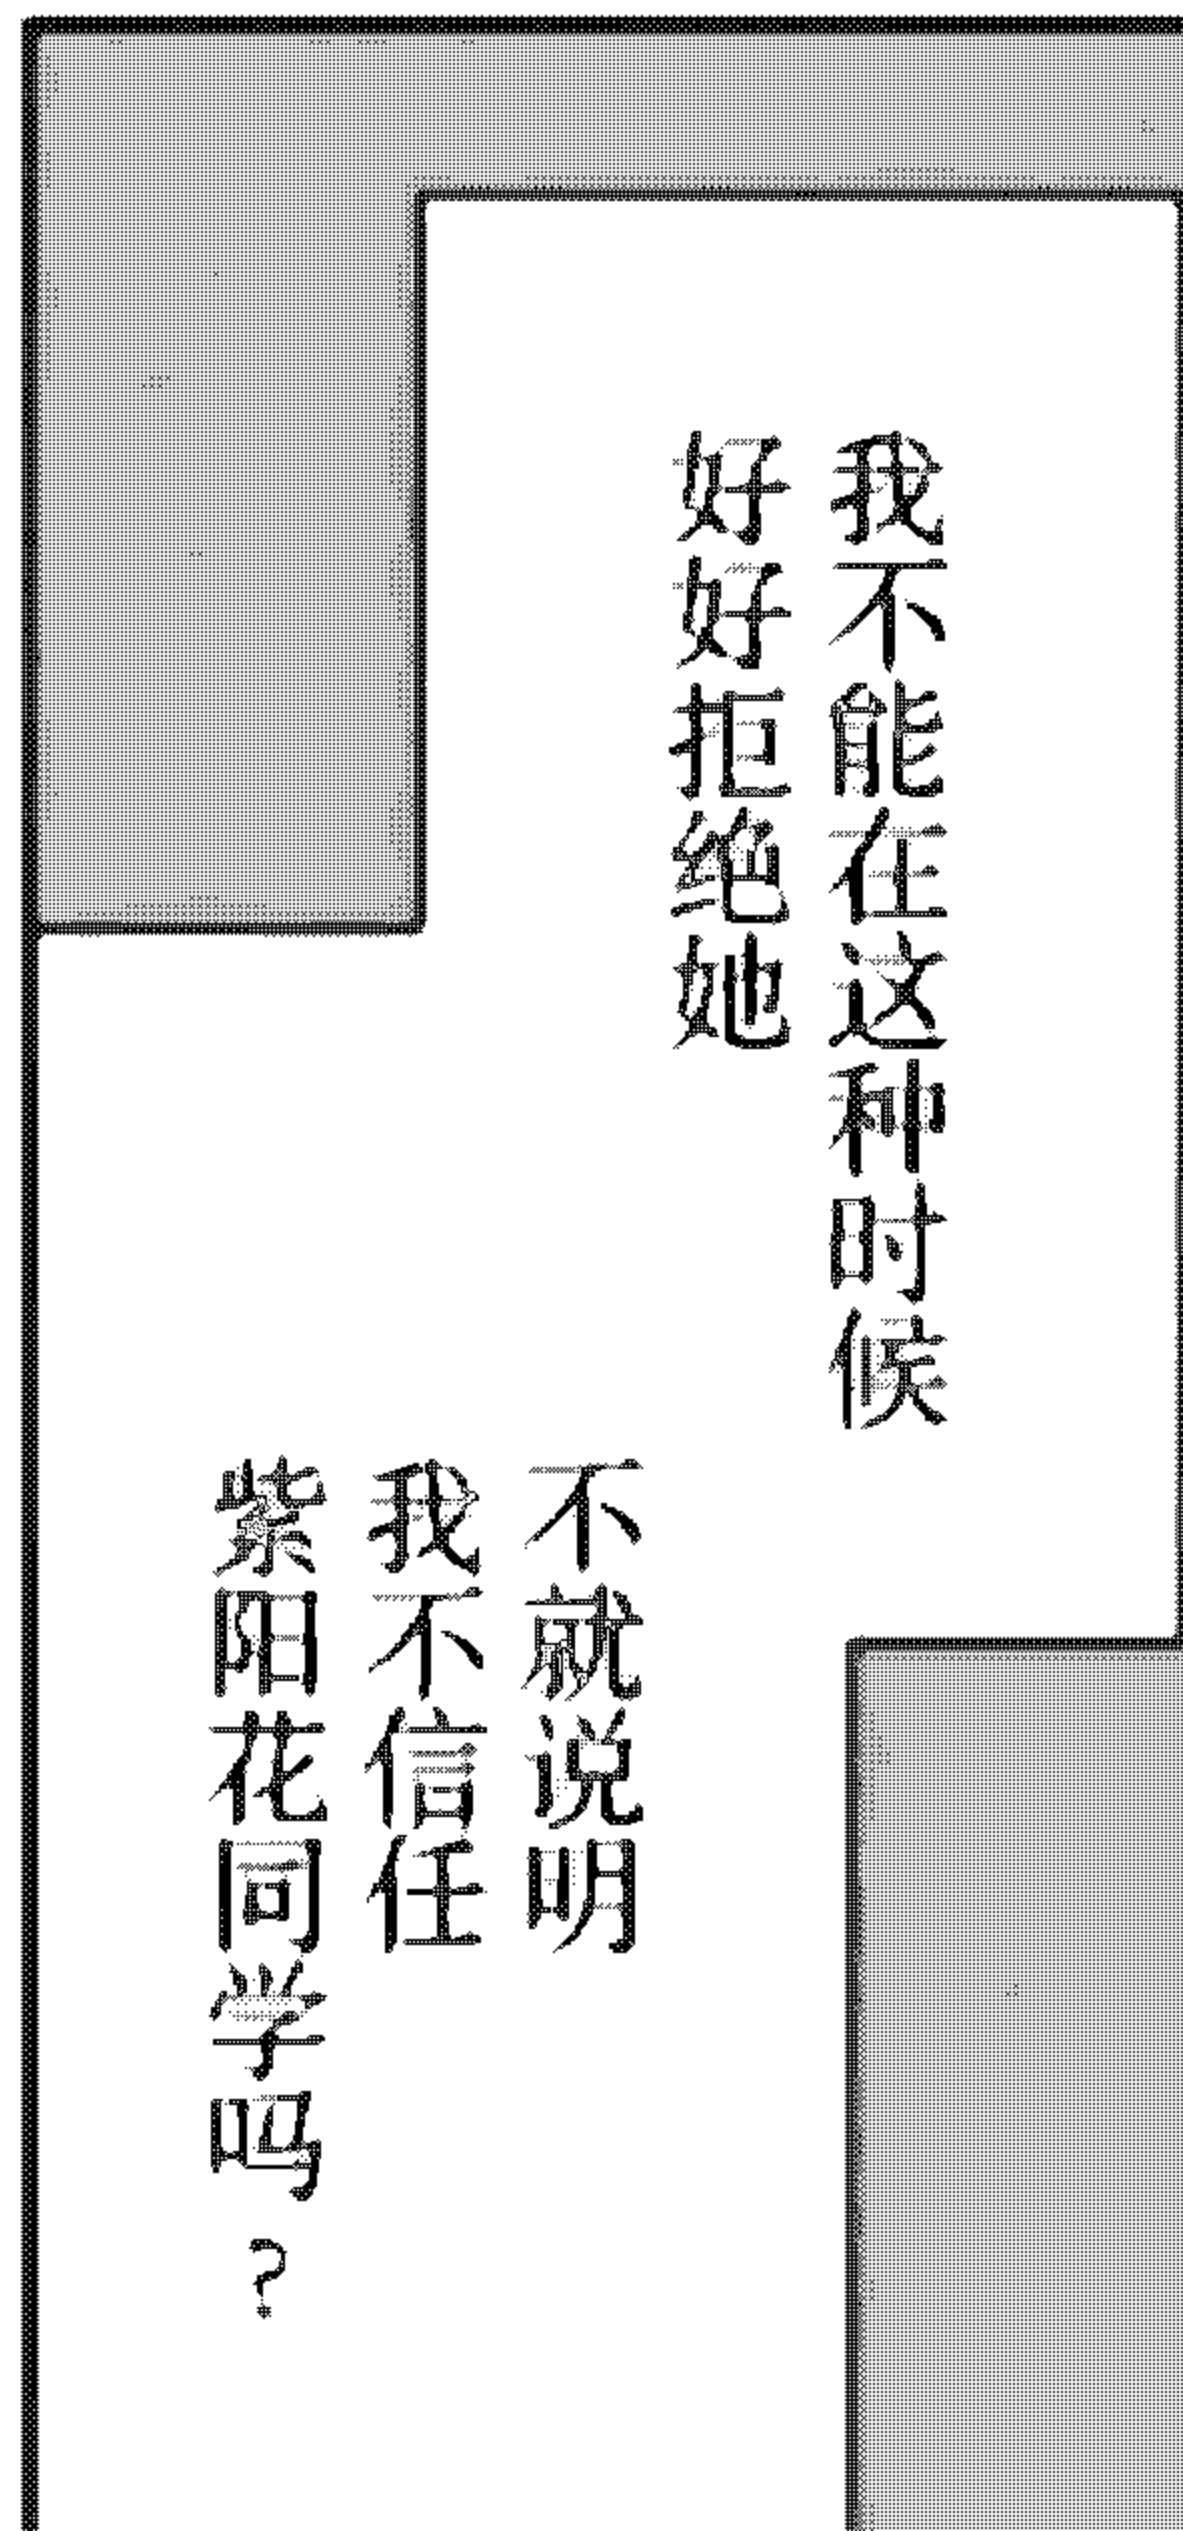 我不能在这种时候
好好拒绝她
不就说明
我不信任
紫阳花同学吗？